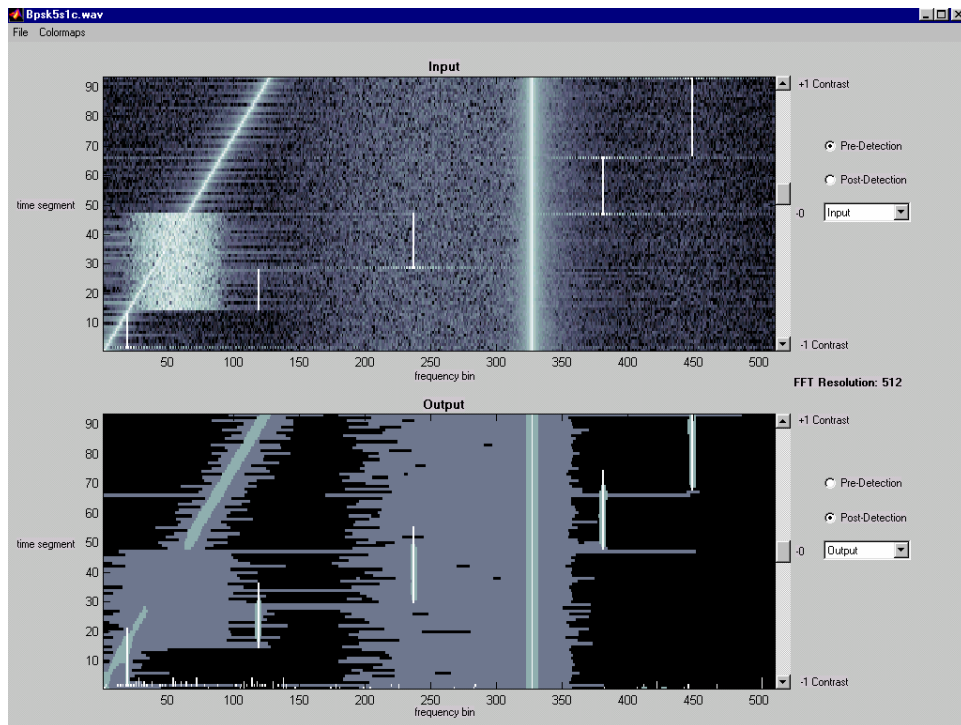 Bpsk5s1c.wav
File Colormaps
Input
+1 Contrast
90
80
70
60
50
40
30
20
10
time segment
Pre-Detection
Post-Detection
-0
Input
-1 Contrast
50 100 150 200 250 300 350 400 450 500
frequency bin
FFT Resolution: 512
Output
+1 Contrast
90
80
70
60
50
40
30
20
10
time segment
Pre-Detection
Post-Detection
-0
Output
-1 Contrast
50 100 150 200 250 300 350 400 450 500
frequency bin